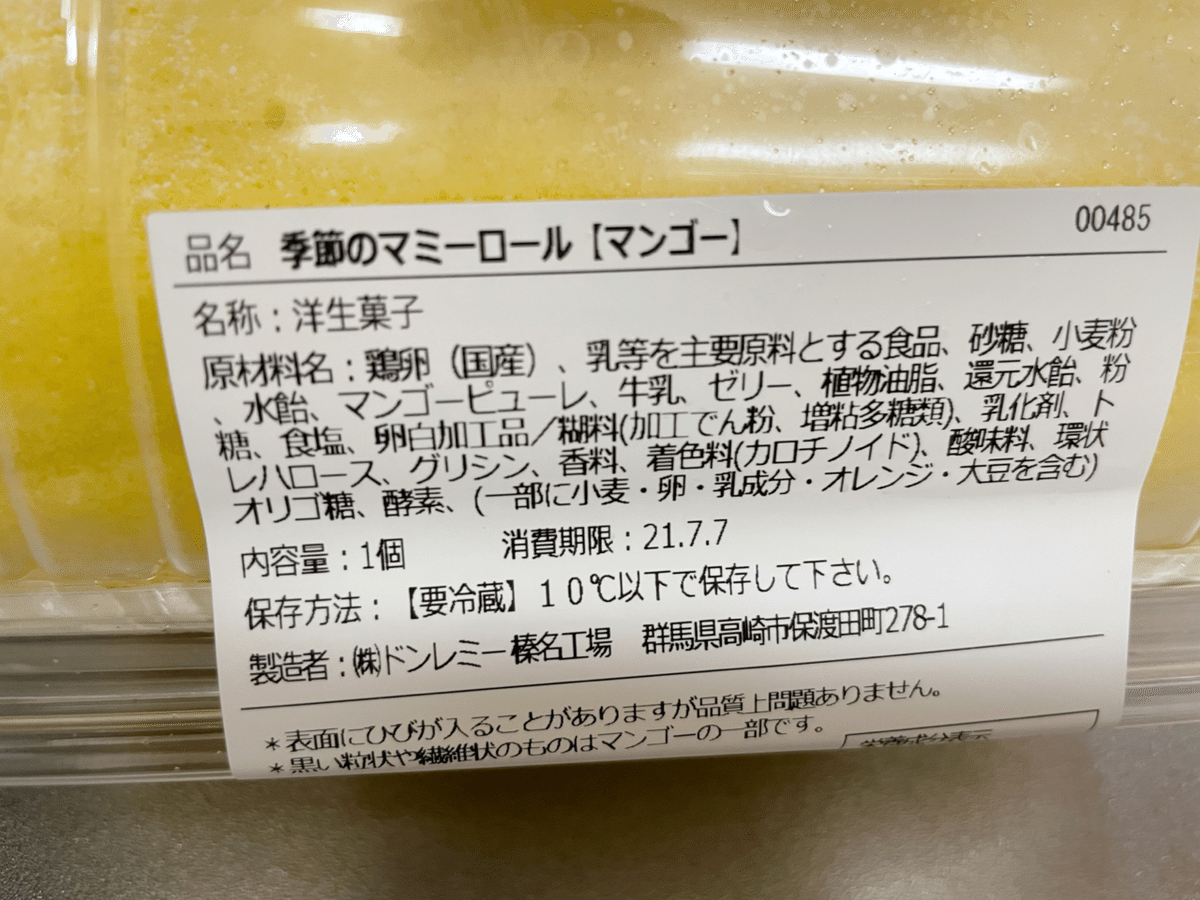 品名 季節のマミーロール【マンゴー】 00485
名称：洋生菓子
原材料名：鶏卵（国産）、乳等を主要原料とする食品、砂糖、小麦粉
、水飴、マンゴーピューレ、牛乳、ゼリー、植物油脂、還元水飴、粉
糖、食塩、卵白加工品／糊料(加工でん粉、増粘多糖類)、乳化剤、ト
レハロース、グリシン、香料、着色料(カロチノイド)、酸味料、環状
オリゴ糖、酵素、(一部に小麦・卵・乳成分・オレンジ・大豆を含む)
内容量：1個 消費期限：21.7.7
保存方法：【要冷蔵】１０℃以下で保存して下さい。
製造者：㈱ドンレミー榛名工場 群馬県高崎市保渡田町278-1
＊表面にひびが入ることがありますが品質上問題ありません。
＊黒い粒状や繊維状のものはマンゴーの一部です。
栄養成分表示